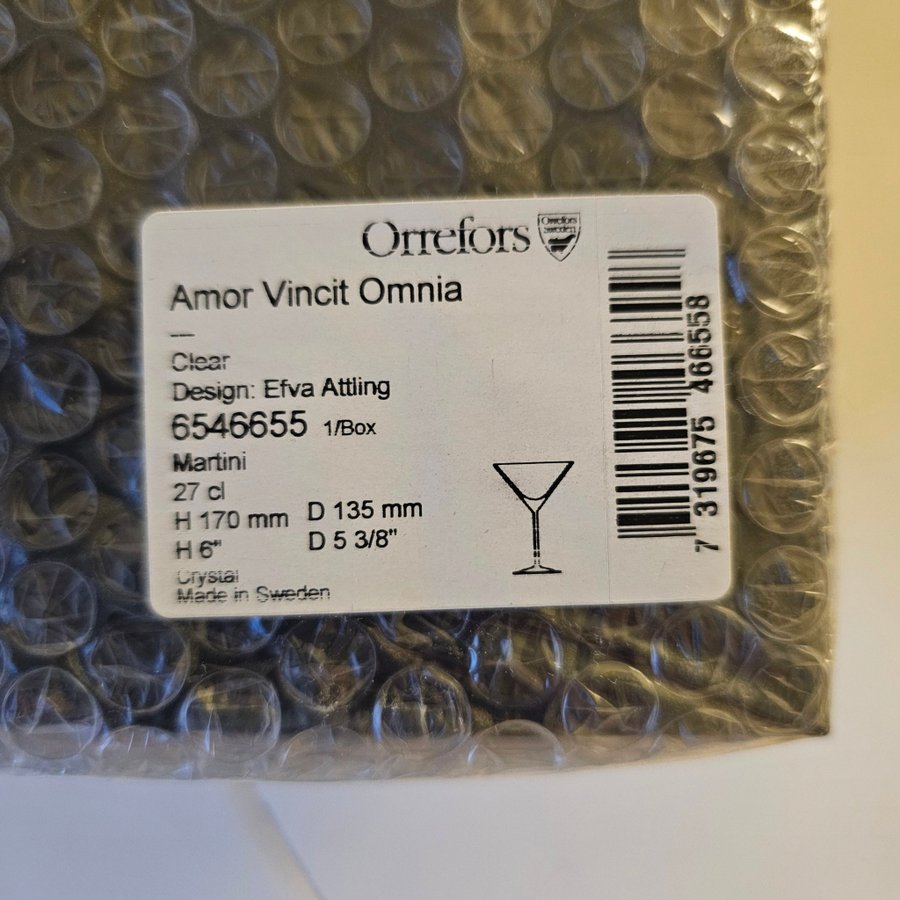 Orrefors
Orrefors
Sweden
Amor Vincit Omnia
—
Clear
Design: Efva Attling
6546655 1/Box
Martini
27 cl
H 170 mm D 135 mm
H 6" D 5 3/8"
Crystal
Made in Sweden
7 319675 466558